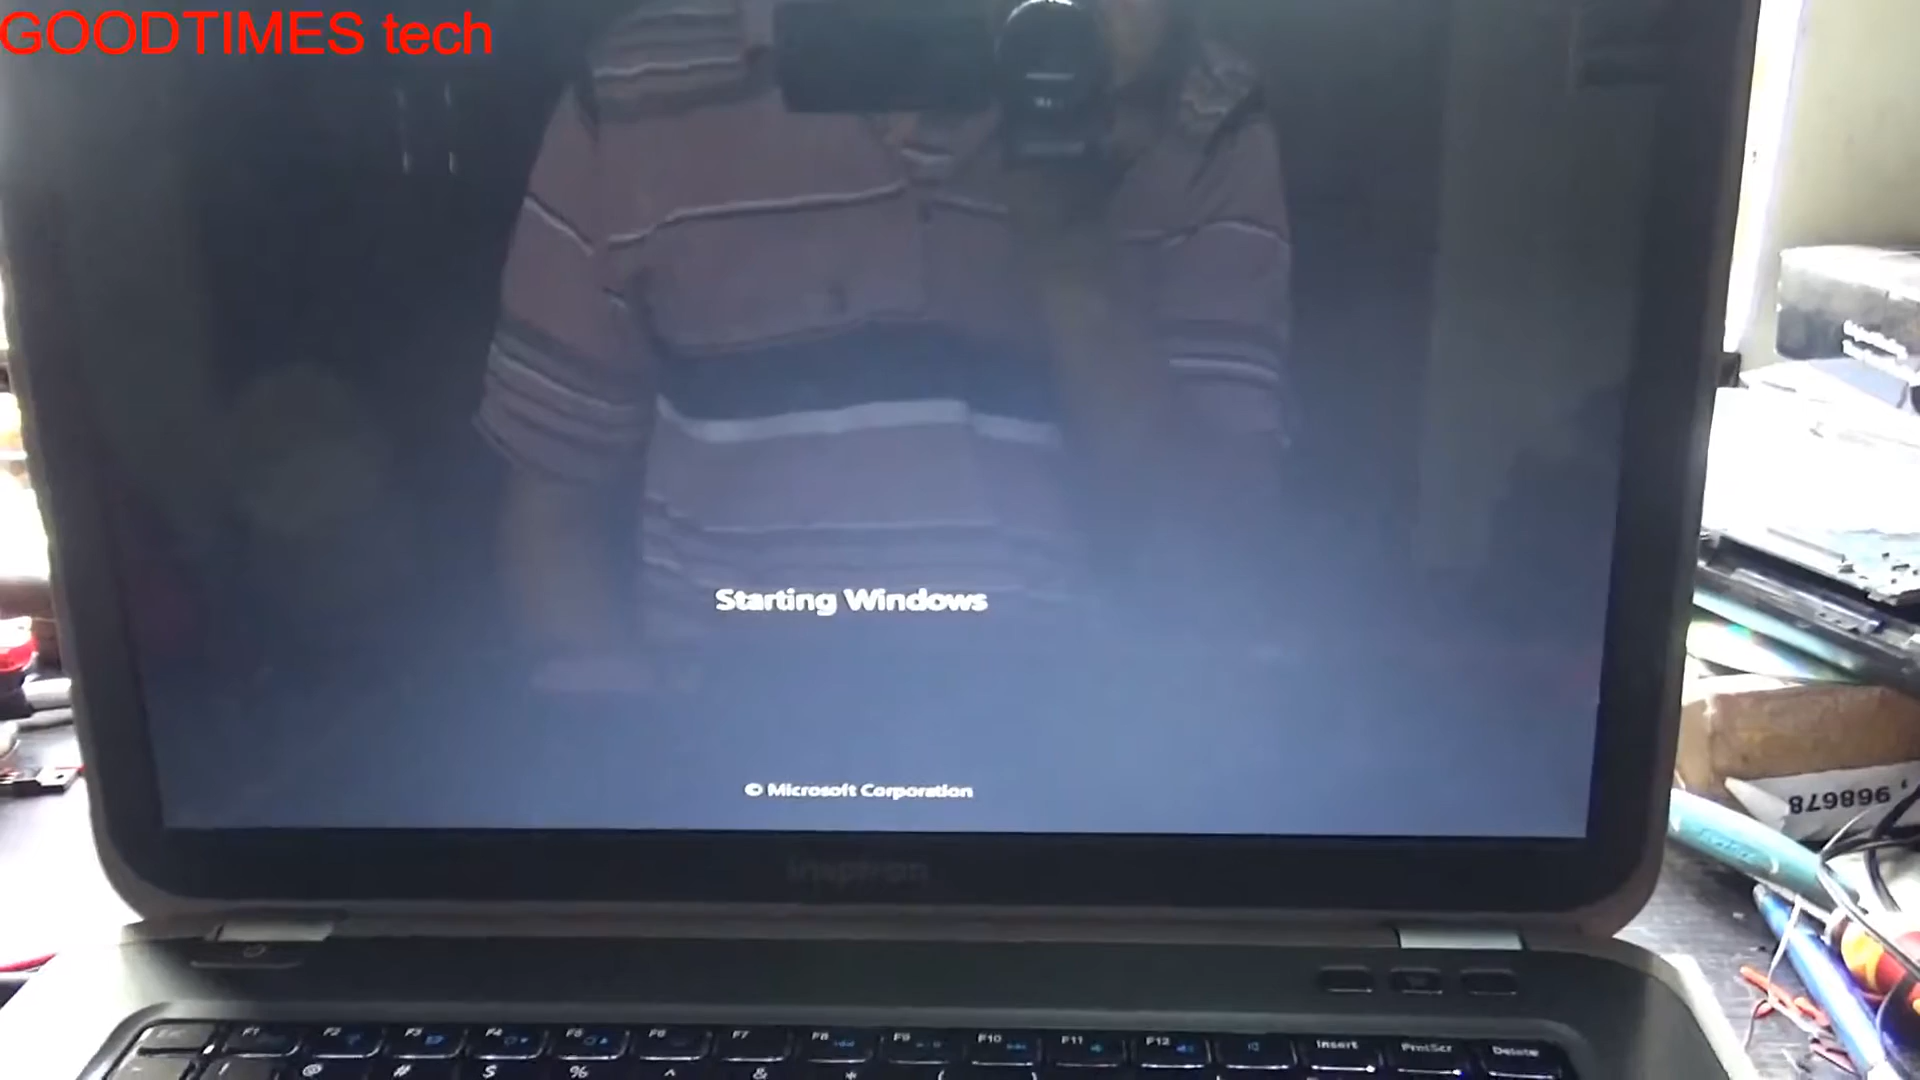 GOODTIMES tech
Starting Windows
© Microsoft Corporation
inspiron
968678
F1 F2 F3 F4 F5 F6 F7 F8 F9 F10 F11 F12 Insert PrntScr Delete
@ # $ % ^ & * (